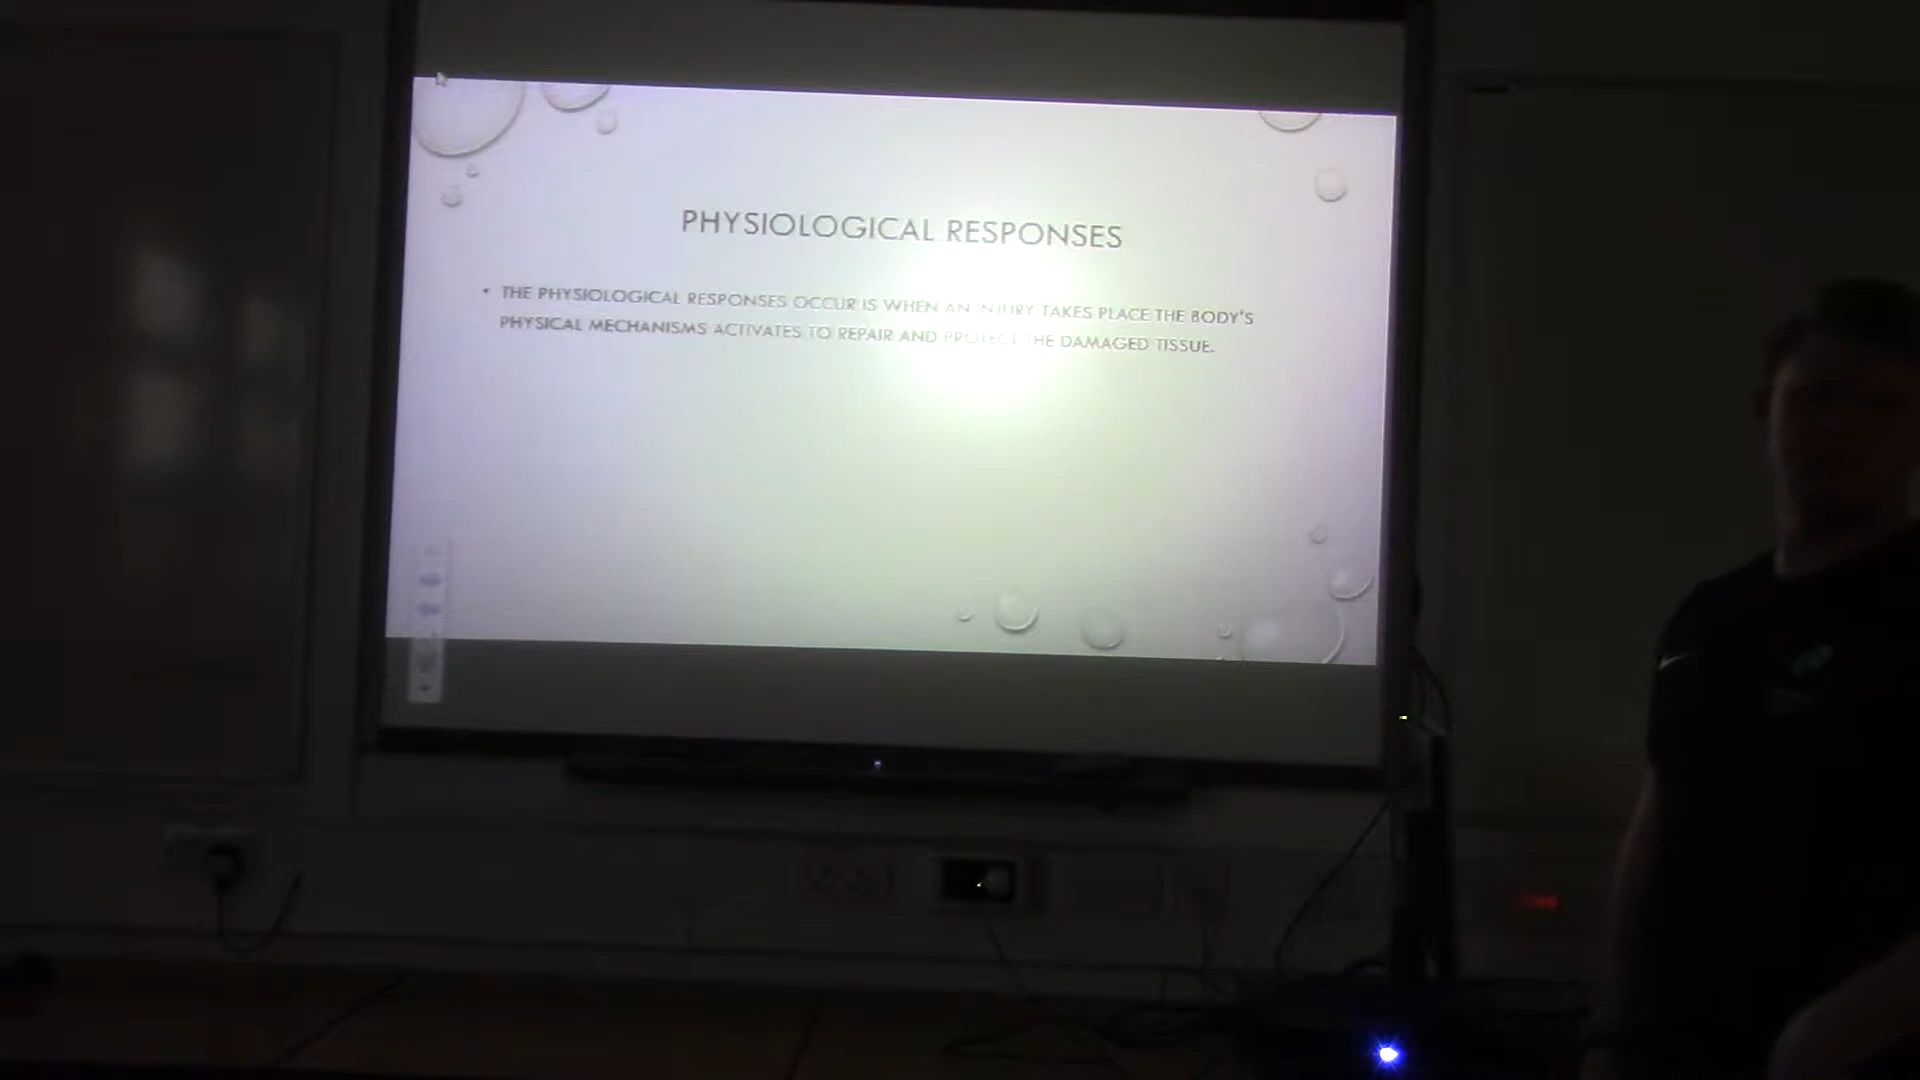 PHYSIOLOGICAL RESPONSES
• THE PHYSIOLOGICAL RESPONSES OCCUR IS WHEN AN INJURY TAKES PLACE THE BODY'S
PHYSICAL MECHANISMS ACTIVATES TO REPAIR AND PROTECT THE DAMAGED TISSUE.